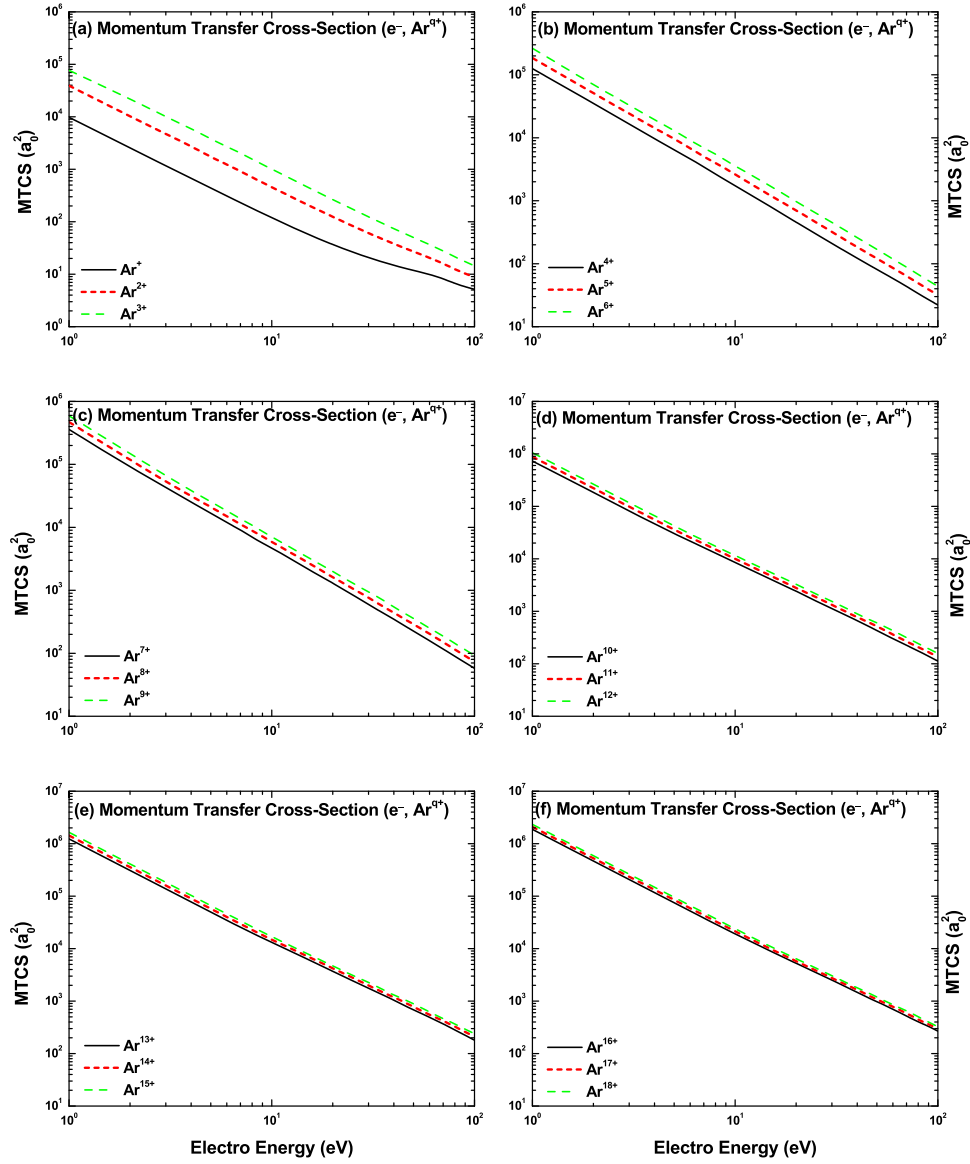 (a) Momentum Transfer Cross-Section (e⁻, Ar^q+)
MTCS (a₀²)
10⁶
10⁵
10⁴
10³
10²
10¹
10⁰
Ar⁺
Ar²⁺
Ar³⁺
10⁰ 10¹ 10²
(b) Momentum Transfer Cross-Section (e⁻, Ar^q+)
MTCS (a₀²)
10⁶
10⁵
10⁴
10³
10²
10¹
Ar⁴⁺
Ar⁵⁺
Ar⁶⁺
10⁰ 10¹ 10²
(c) Momentum Transfer Cross-Section (e⁻, Ar^q+)
MTCS (a₀²)
10⁶
10⁵
10⁴
10³
10²
10¹
Ar⁷⁺
Ar⁸⁺
Ar⁹⁺
10⁰ 10¹ 10²
(d) Momentum Transfer Cross-Section (e⁻, Ar^q+)
MTCS (a₀²)
10⁷
10⁶
10⁵
10⁴
10³
10²
10¹
Ar¹⁰⁺
Ar¹¹⁺
Ar¹²⁺
10⁰ 10¹ 10²
(e) Momentum Transfer Cross-Section (e⁻, Ar^q+)
MTCS (a₀²)
10⁷
10⁶
10⁵
10⁴
10³
10²
10¹
Ar¹³⁺
Ar¹⁴⁺
Ar¹⁵⁺
10⁰ 10¹ 10²
Electro Energy (eV)
(f) Momentum Transfer Cross-Section (e⁻, Ar^q+)
MTCS (a₀²)
10⁷
10⁶
10⁵
10⁴
10³
10²
10¹
Ar¹⁶⁺
Ar¹⁷⁺
Ar¹⁸⁺
10⁰ 10¹ 10²
Electro Energy (eV)